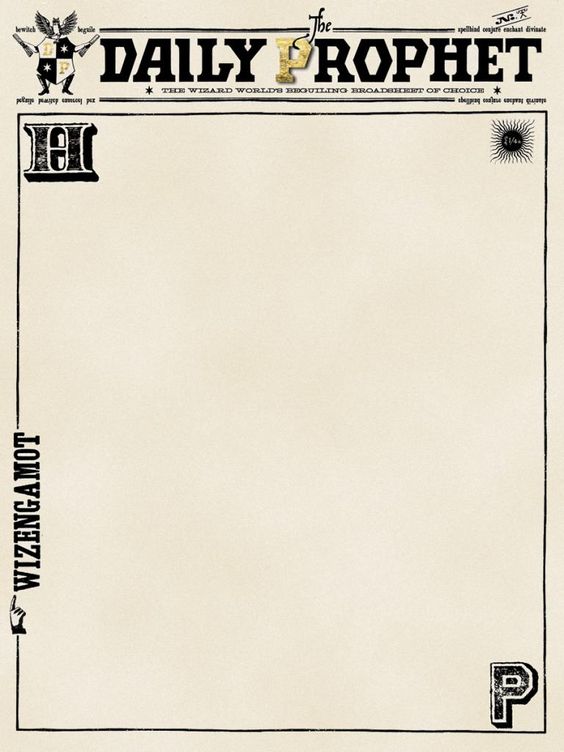 bewitch beguile
The
spellbind conjure enchant divinate
D P
DAILY PROPHET
THE WIZARD WORLD'S BEGUILING BROADSHEET OF CHOICE
H
WIZENGAMOT
P